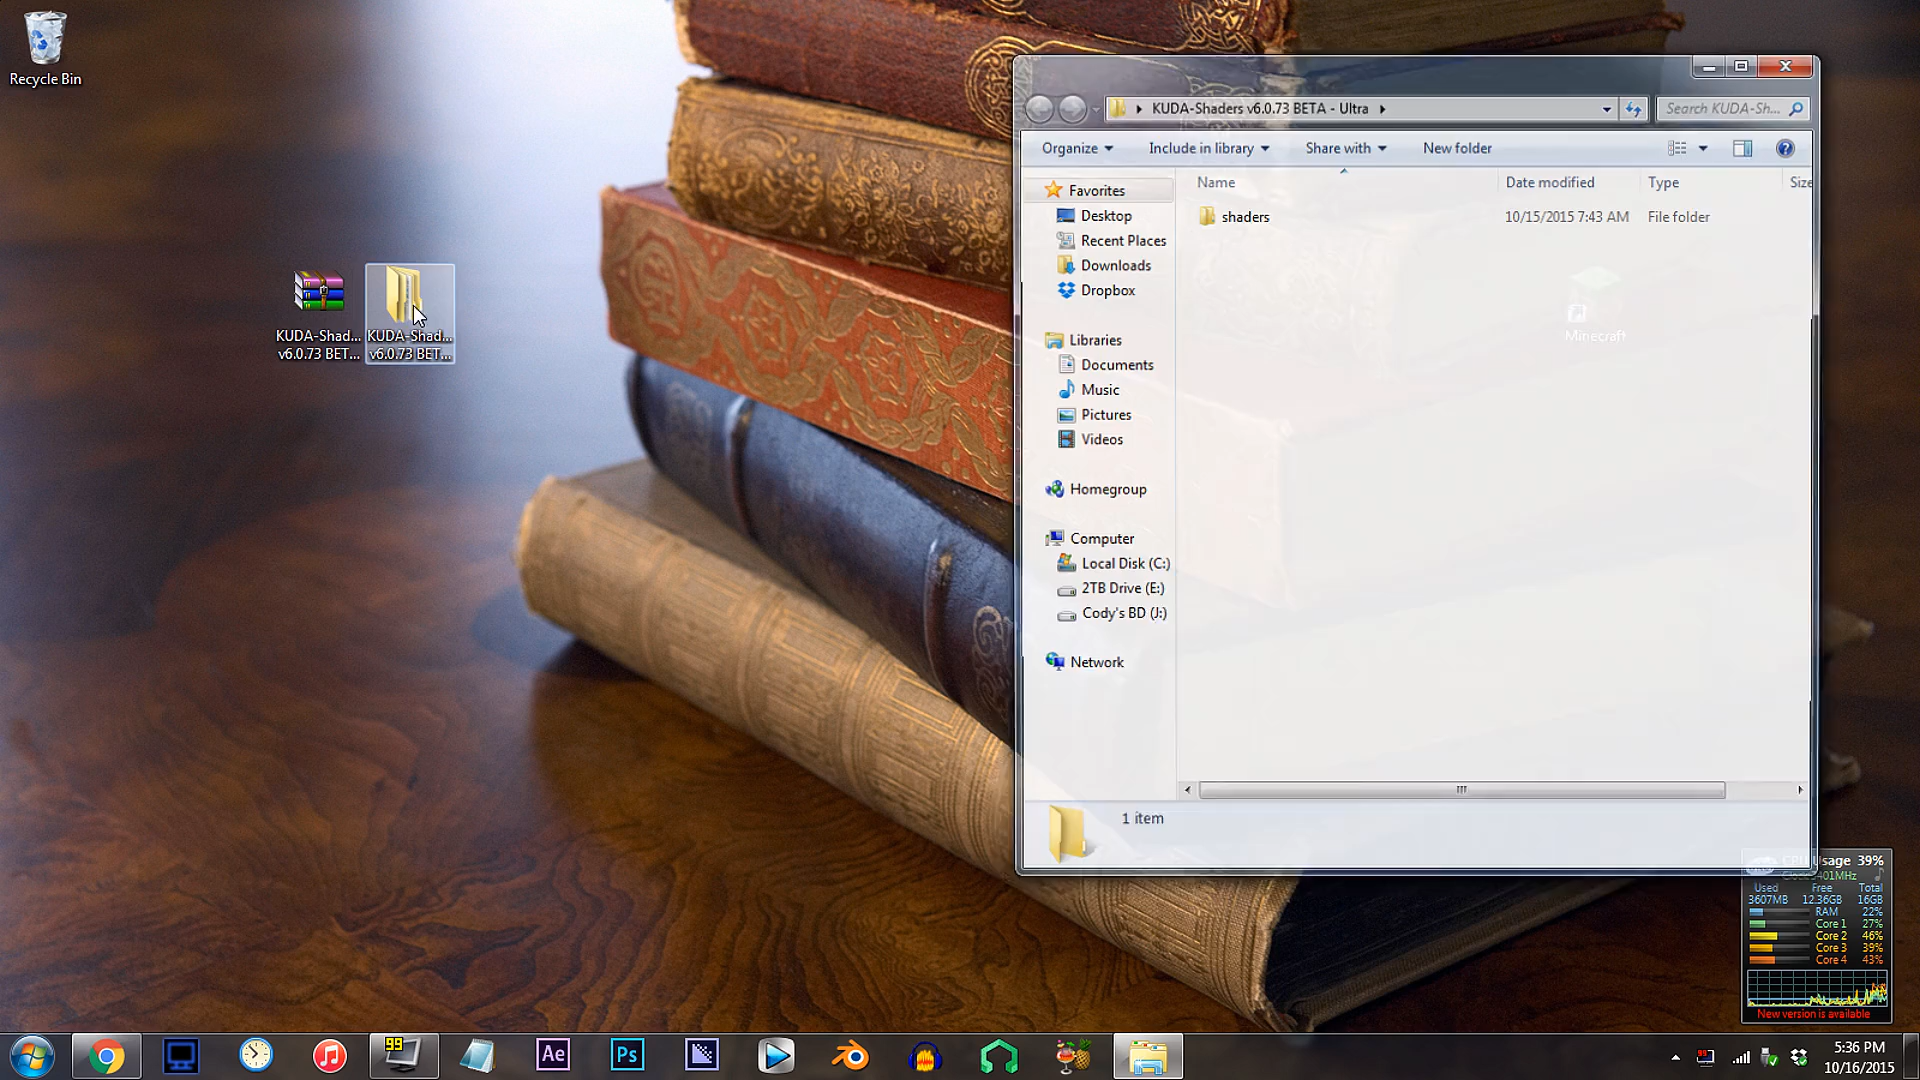 Recycle Bin
KUDA-Shad...
v6.0.73 BET...
KUDA-Shad...
v6.0.73 BET...
KUDA-Shaders v6.0.73 BETA - Ultra
Search KUDA-Sh...
Organize
Include in library
Share with
New folder
Name
Date modified
Type
Size
Favorites
Desktop
Recent Places
Downloads
Dropbox
Libraries
Documents
Music
Pictures
Videos
Homegroup
Computer
Local Disk (C:)
2TB Drive (E:)
Cody's BD (J:)
Network
shaders
10/15/2015 7:43 AM
File folder
Minecraft
1 item
CPU Usage 39%
Used Free Total
3607MB 12.36GB 16GB
RAM 22%
Core 1 27%
Core 2 46%
Core 3 39%
Core 4 43%
New version is available
99
Ae
Ps
99
5:36 PM
10/16/2015